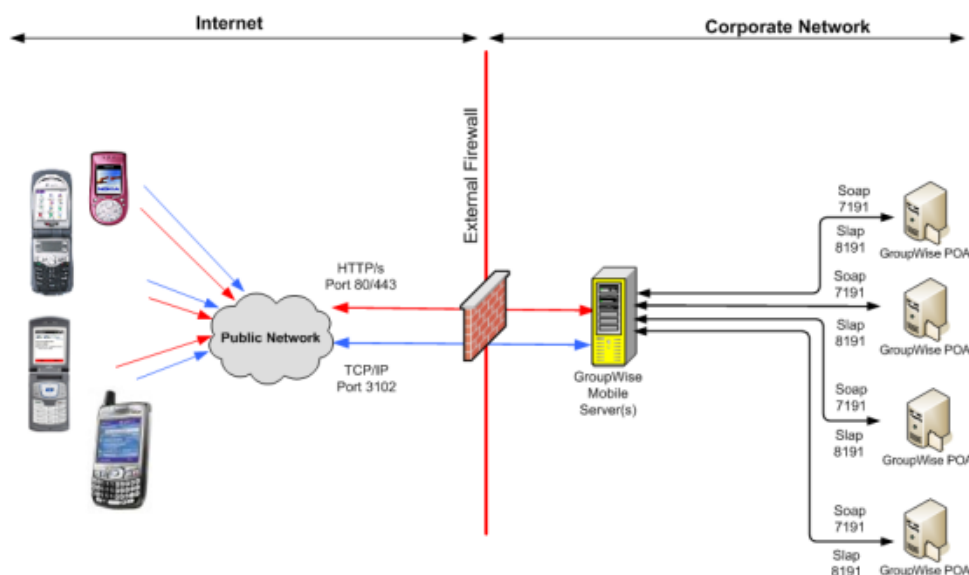 Internet
Corporate Network
External Firewall
HTTP/s
Port 80/443
Public Network
TCP/IP
Port 3102
GroupWise
Mobile
Server(s)
Soap
7191
Slap
8191
GroupWise POA
Soap
7191
Slap
8191
GroupWise POA
Soap
7191
Slap
8191
GroupWise POA
Soap
7191
Slap
8191
GroupWise POA